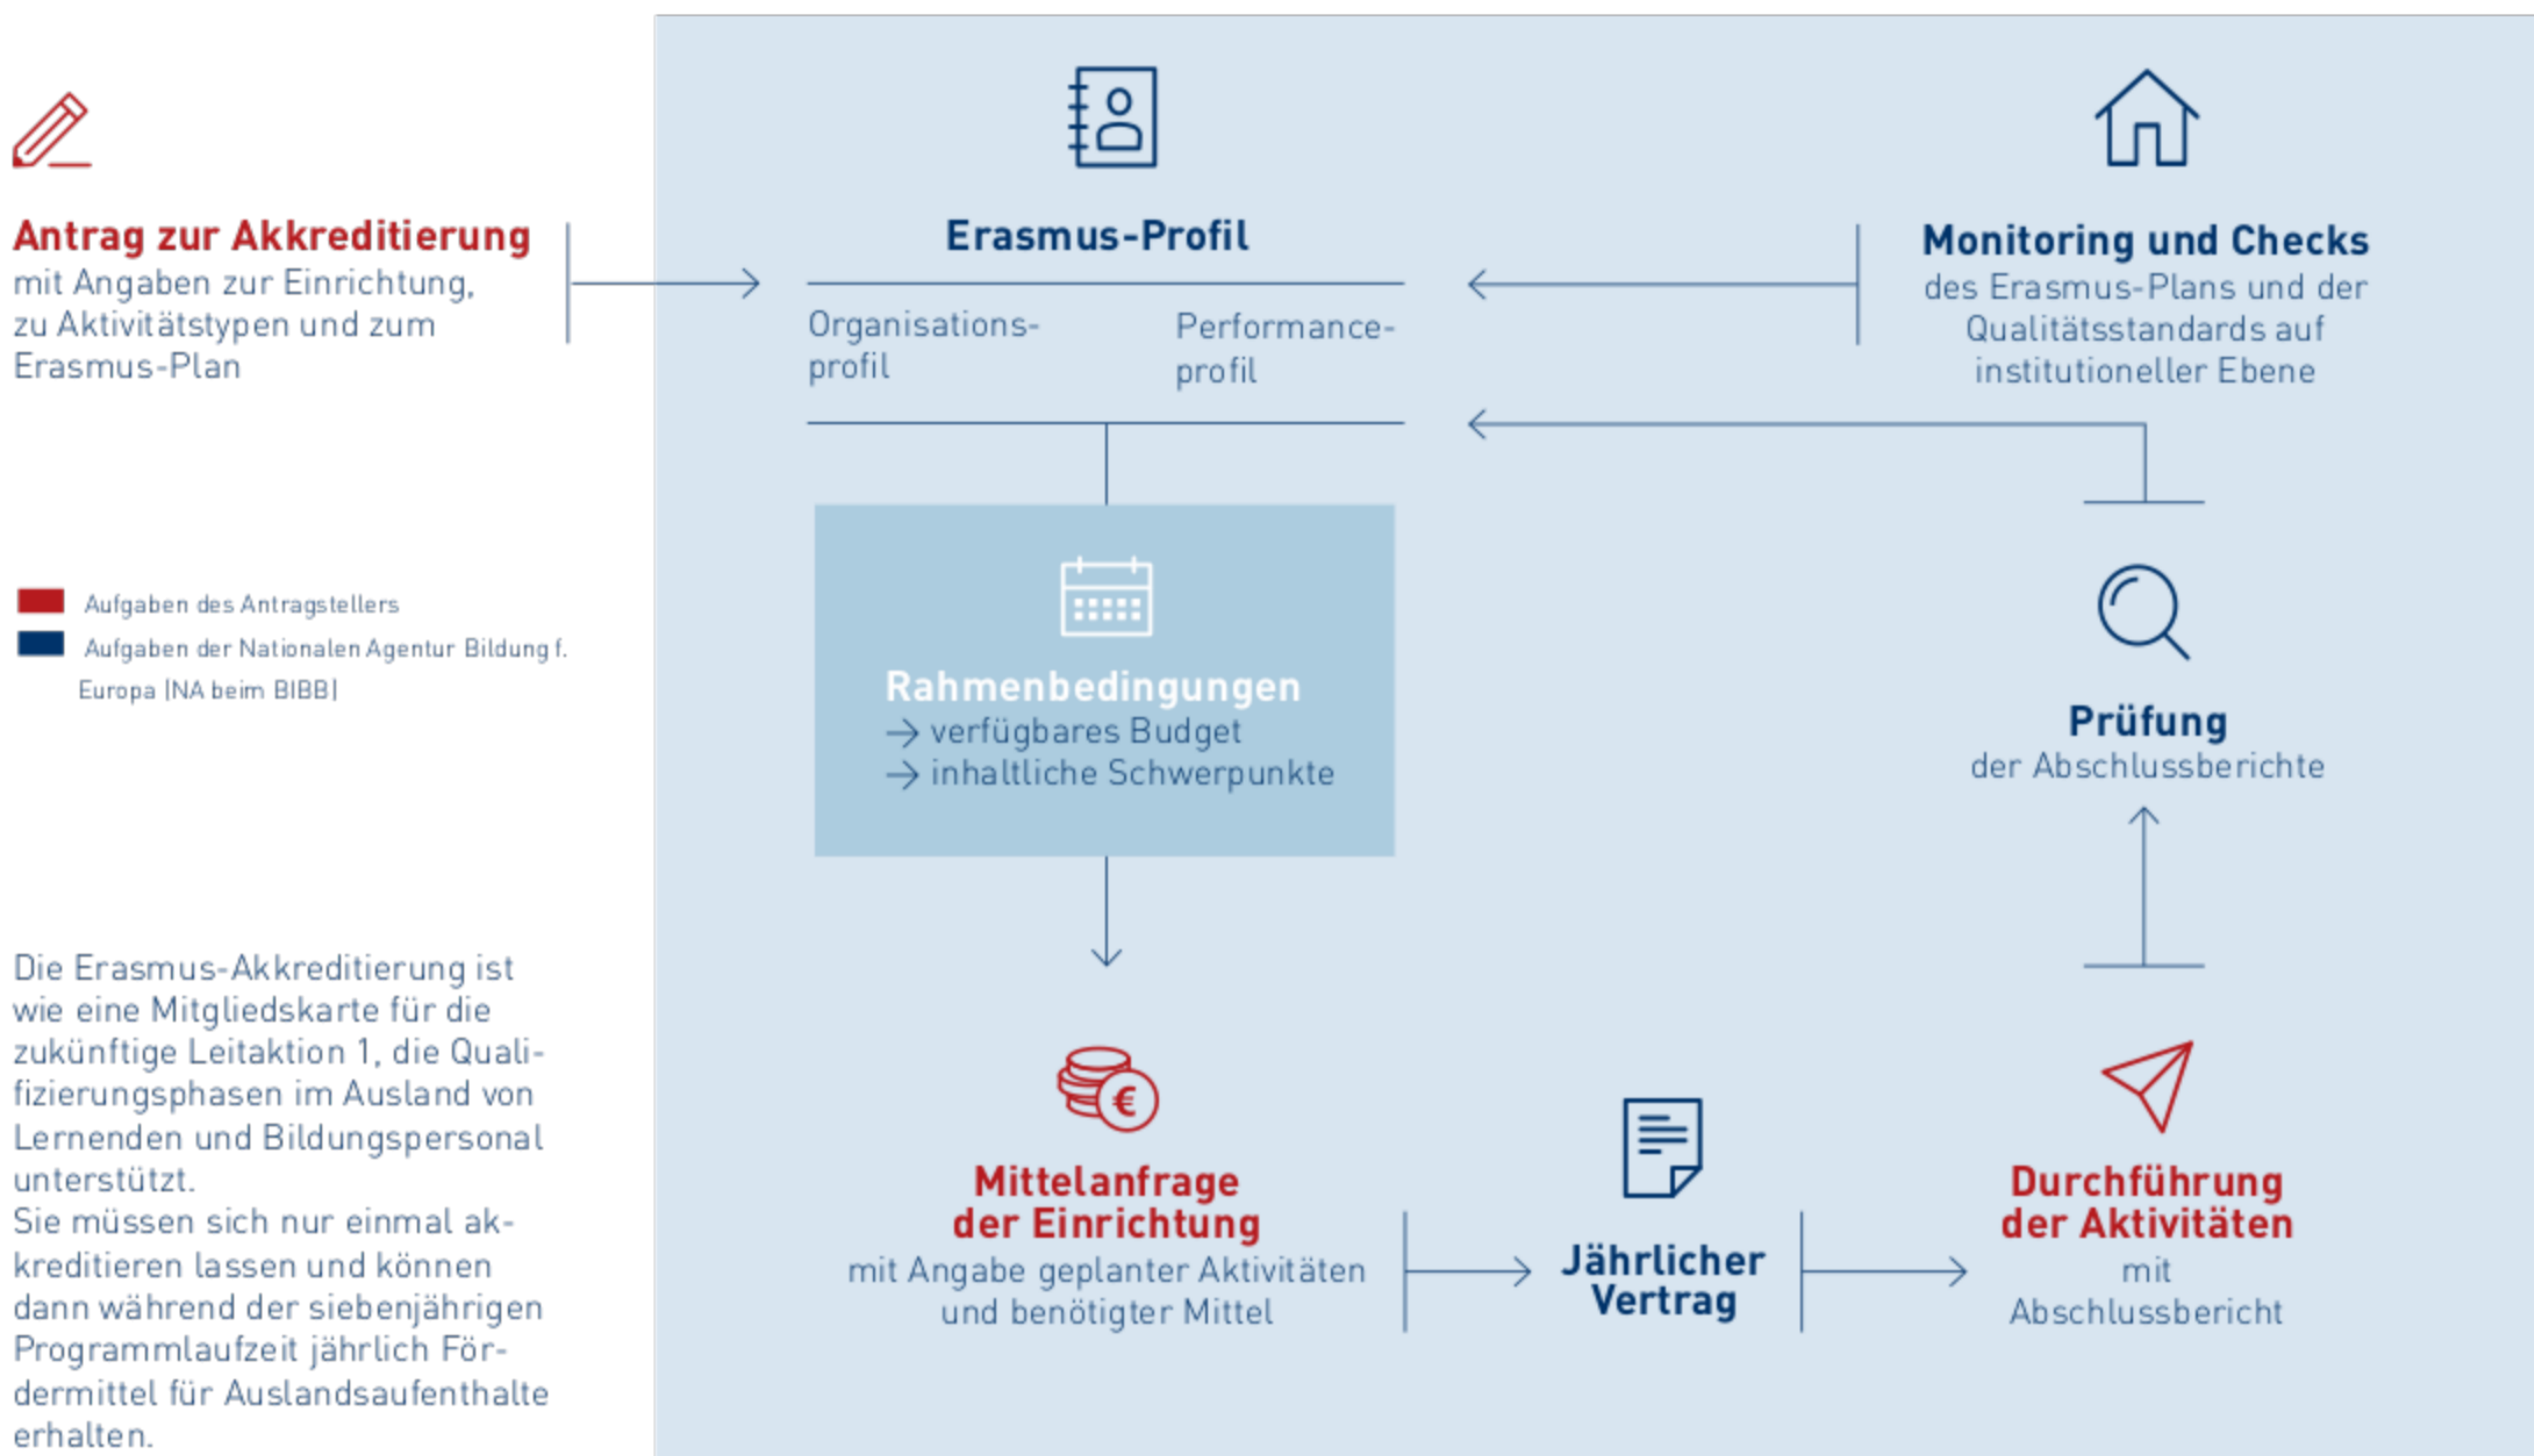 Antrag zur Akkreditierung
mit Angaben zur Einrichtung,
zu Aktivitätstypen und zum
Erasmus-Plan
Aufgaben des Antragstellers
Aufgaben der Nationalen Agentur Bildung f.
Europa (NA beim BIBB)
Die Erasmus-Akkreditierung ist
wie eine Mitgliedskarte für die
zukünftige Leitaktion 1, die Quali-
fizierungsphasen im Ausland von
Lernenden und Bildungspersonal
unterstützt.
Sie müssen sich nur einmal ak-
kreditieren lassen und können
dann während der siebenjährigen
Programmlaufzeit jährlich För-
dermittel für Auslandsaufenthalte
erhalten.
Erasmus-Profil
Organisations-
profil
Performance-
profil
Monitoring und Checks
des Erasmus-Plans und der
Qualitätsstandards auf
institutioneller Ebene
Rahmenbedingungen
→ verfügbares Budget
→ inhaltliche Schwerpunkte
Prüfung
der Abschlussberichte
€
Mittelanfrage
der Einrichtung
mit Angabe geplanter Aktivitäten
und benötigter Mittel
Jährlicher
Vertrag
Durchführung
der Aktivitäten
mit
Abschlussbericht